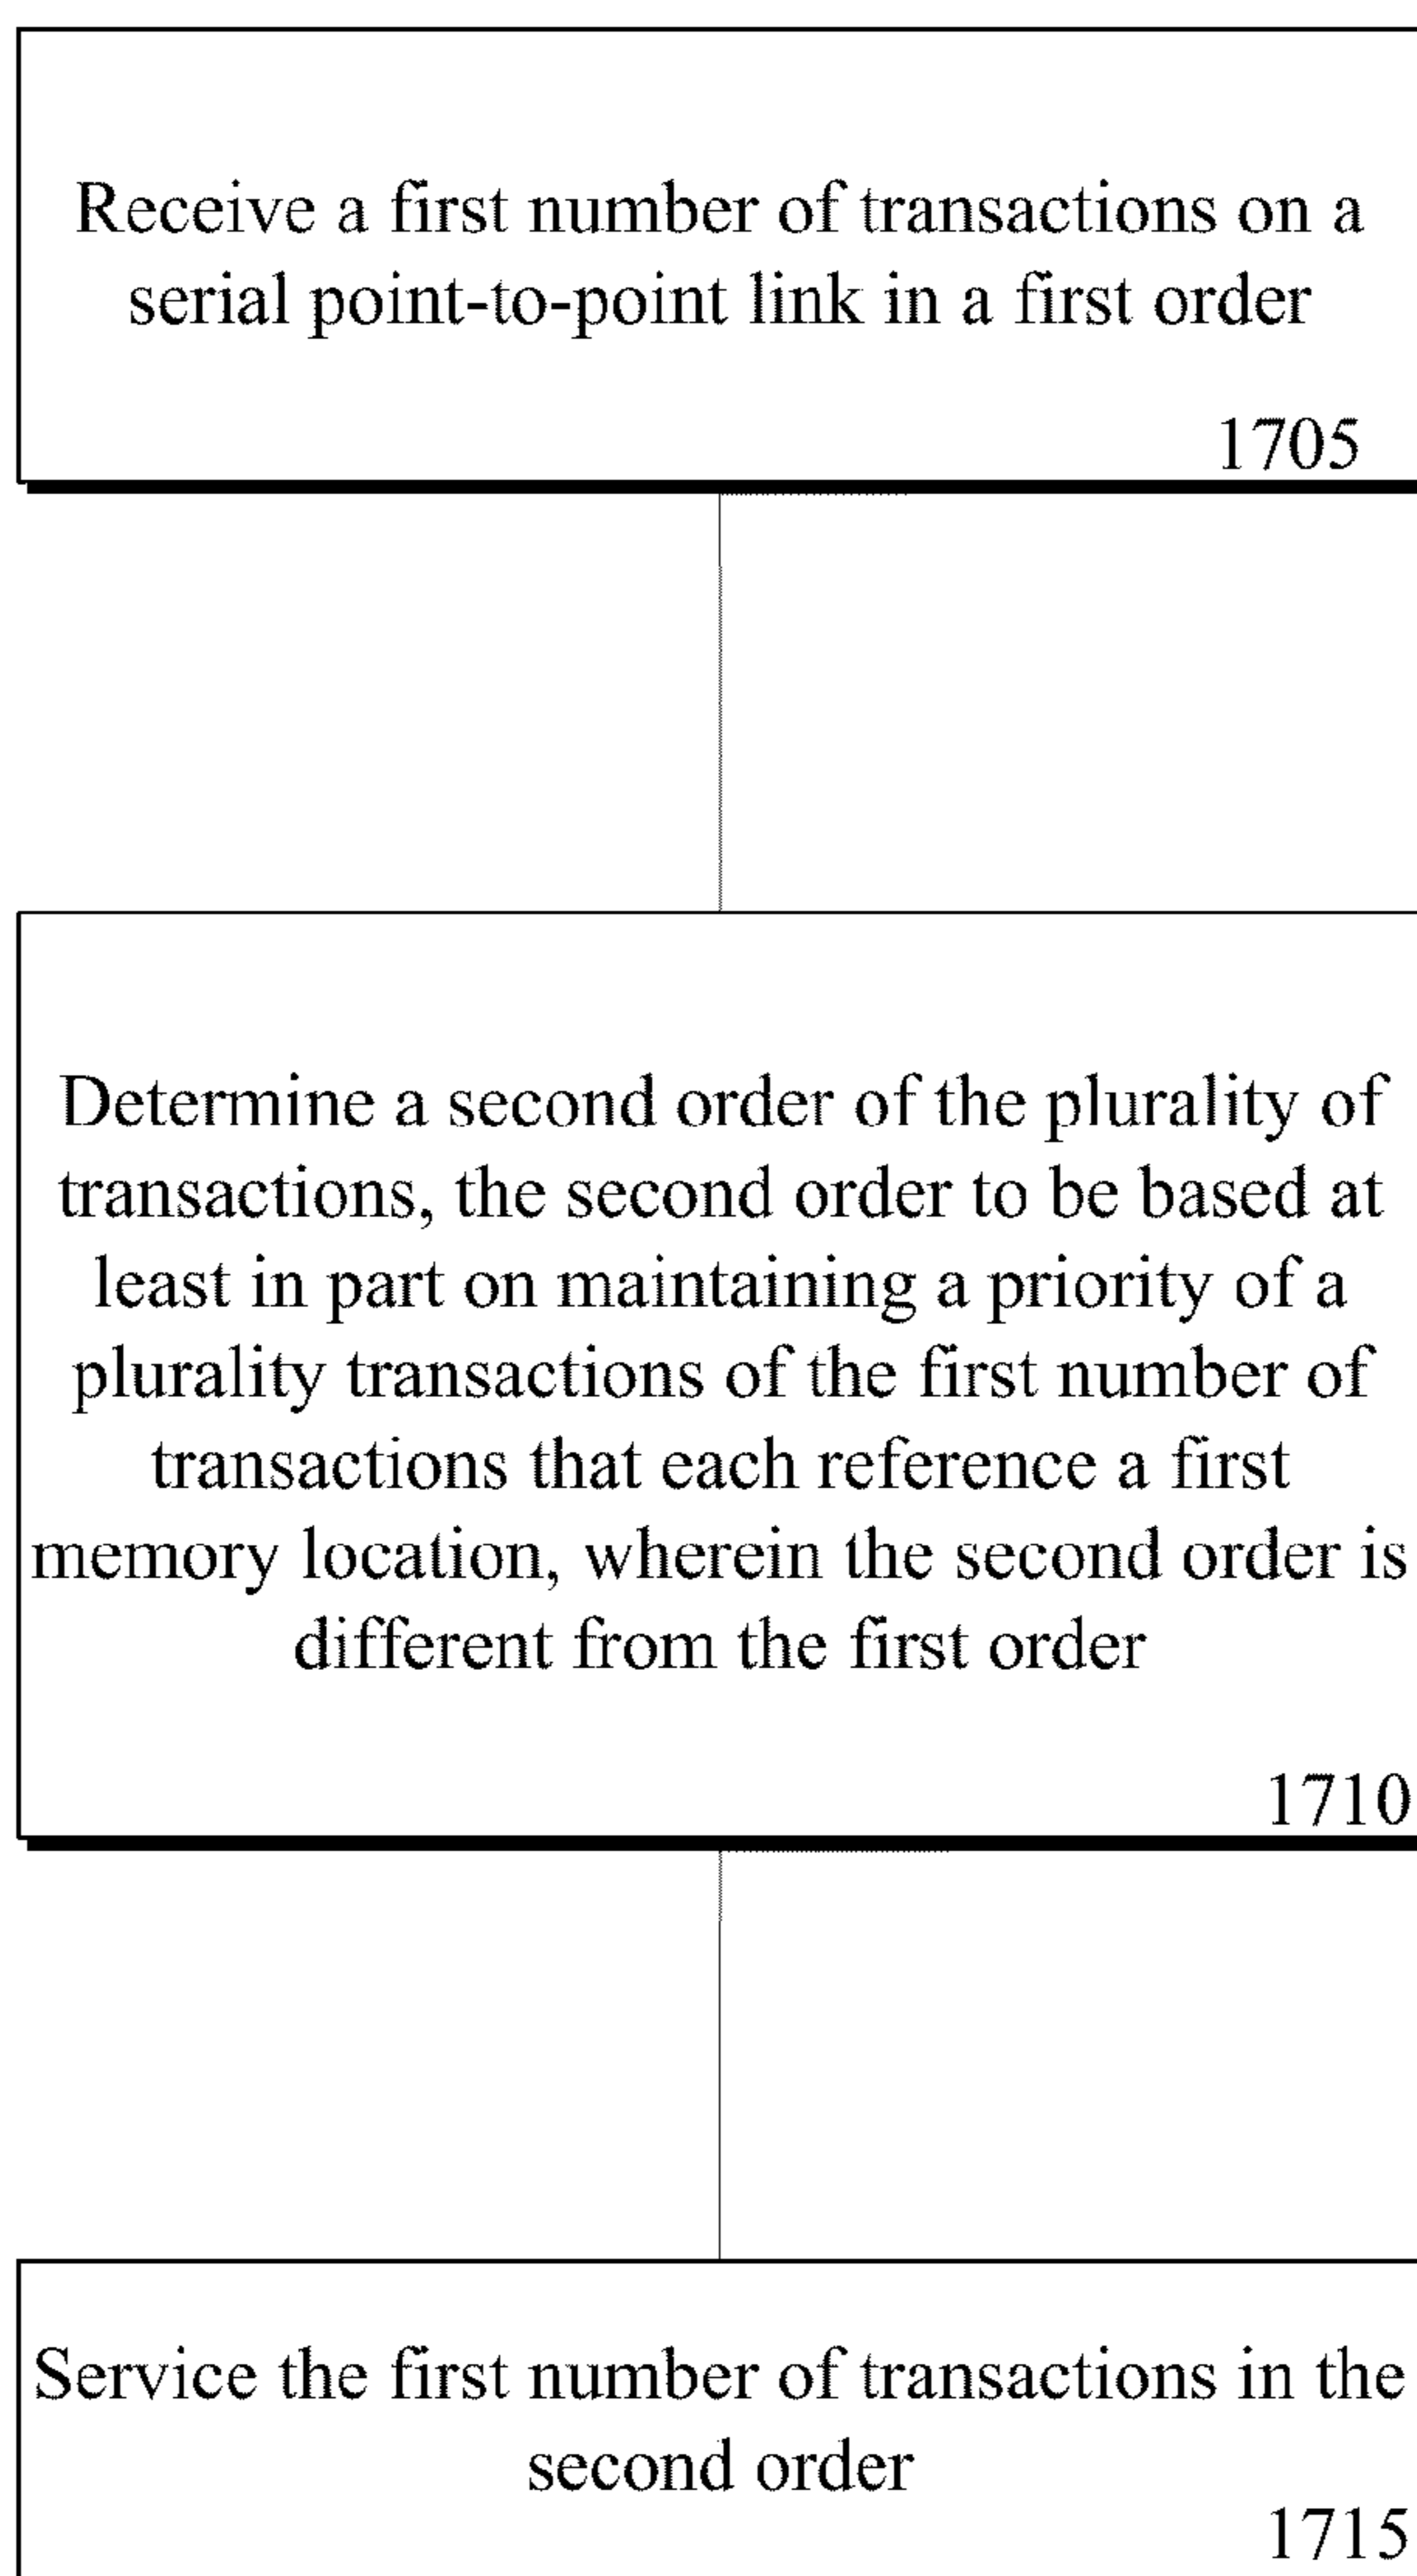 Receive a first number of transactions on a
serial point-to-point link in a first order
1705
Determine a second order of the plurality of
transactions, the second order to be based at
least in part on maintaining a priority of a
plurality transactions of the first number of
transactions that each reference a first
memory location, wherein the second order is
different from the first order
1710
Service the first number of transactions in the
second order
1715